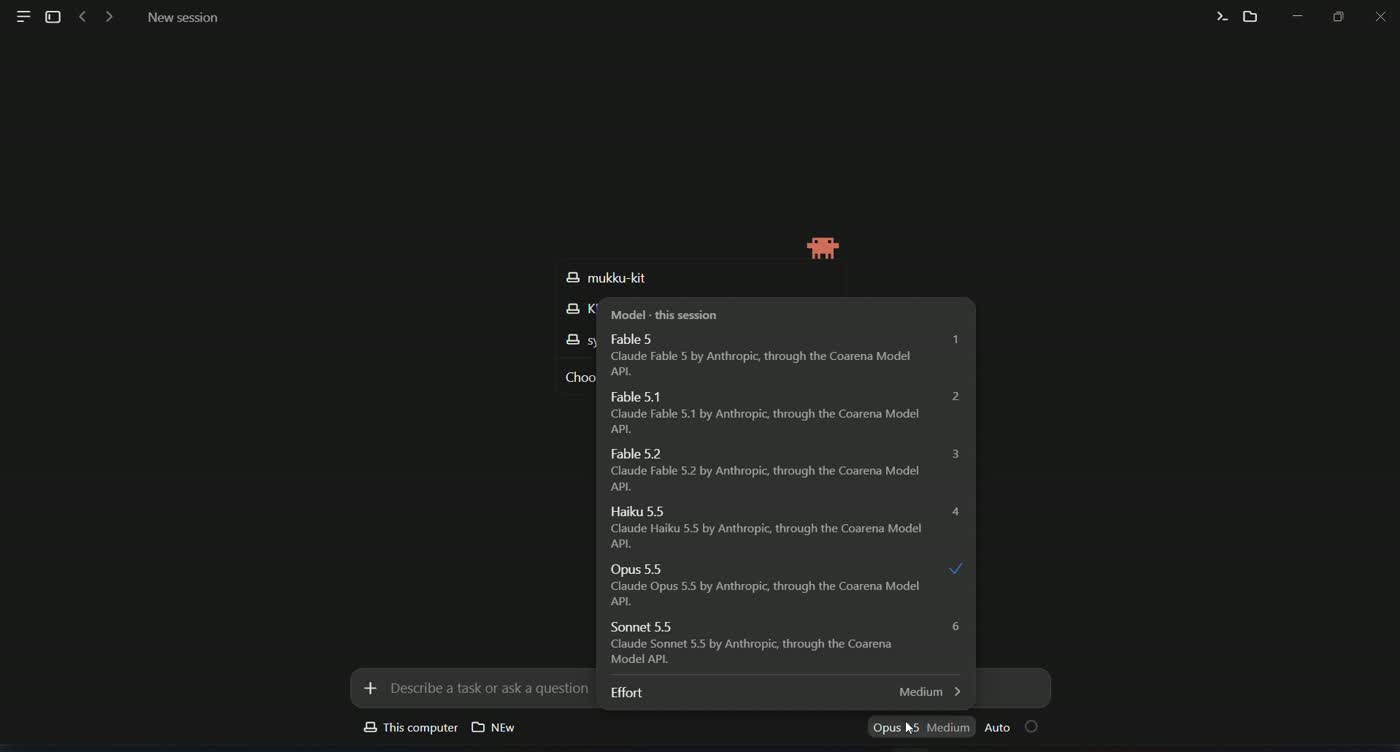 New session
mukku-kit
Choo
Model · this session
Fable 5 1
Claude Fable 5 by Anthropic, through the Coarena Model
API.
Fable 5.1 2
Claude Fable 5.1 by Anthropic, through the Coarena Model
API.
Fable 5.2 3
Claude Fable 5.2 by Anthropic, through the Coarena Model
API.
Haiku 5.5 4
Claude Haiku 5.5 by Anthropic, through the Coarena Model
API.
Opus 5.5
Claude Opus 5.5 by Anthropic, through the Coarena Model
API.
Sonnet 5.5 6
Claude Sonnet 5.5 by Anthropic, through the Coarena
Model API.
Effort Medium
Describe a task or ask a question
This computer NEw Opus 5 Medium Auto